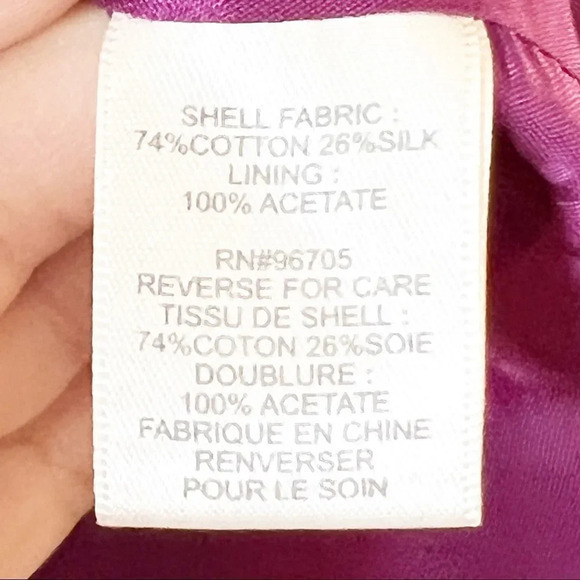 SHELL FABRIC :
74%COTTON 26%SILK
LINING :
100% ACETATE
RN#96705
REVERSE FOR CARE
TISSU DE SHELL :
74%COTON 26%SOIE
DOUBLURE :
100% ACETATE
FABRIQUE EN CHINE
RENVERSER
POUR LE SOIN